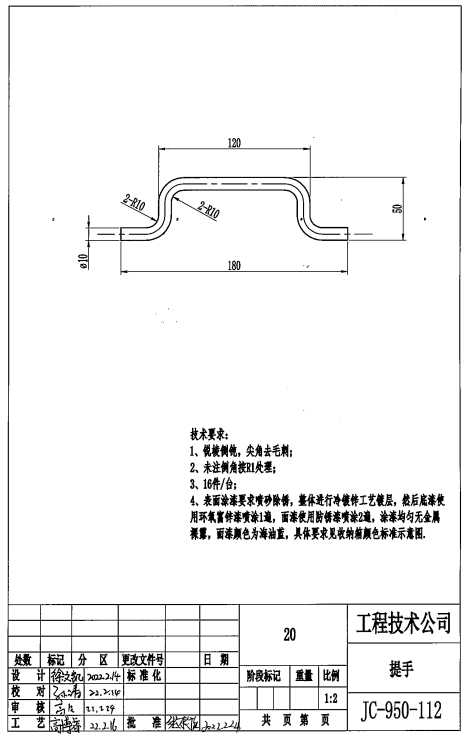 120
2-R10
2-R10
50
ø10
180
技术要求:
1、锐棱倒钝,尖角去毛刺;
2、未注倒角按R1处理;
3、16件/台;
4、表面涂漆要求喷砂除锈,整体进行冷镀锌工艺镀层,然后底漆使
用环氧富锌漆喷涂1遍,面漆使用防锈漆喷涂2遍,涂漆均匀无金属
裸露,面漆颜色为海油蓝,具体要求见收纳箱颜色标准示意图.
20
工程技术公司
处数 标记 分 区 更改文件号 日 期
设 计 2022.2.14 标准化
阶段标记 重量 比例
提手
校 对 22.2.14
1:2
审 核
共 页 第 页
JC-950-112
工 艺 22.2.16 批 准